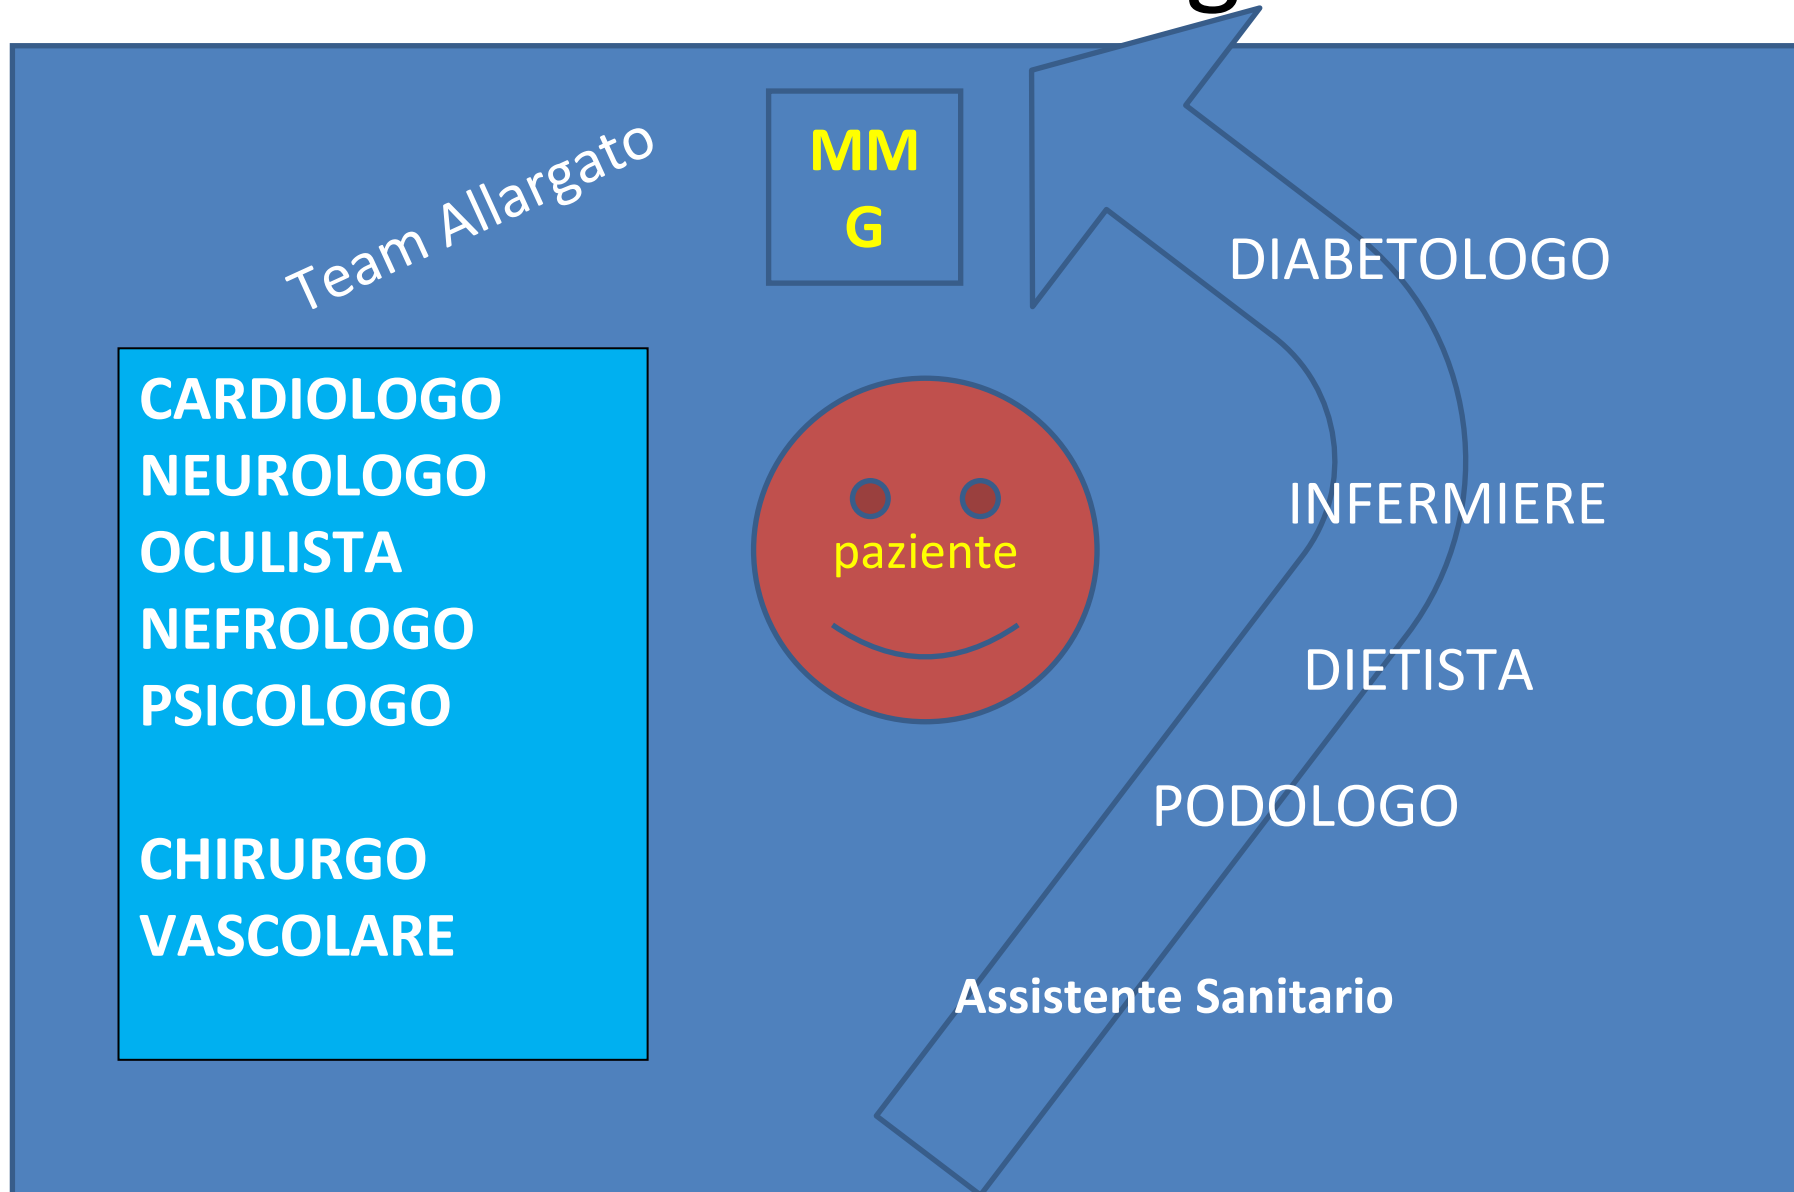 Team Allargato
MM
G
CARDIOLOGO
NEUROLOGO
OCULISTA
NEFROLOGO
PSICOLOGO
CHIRURGO
VASCOLARE
paziente
DIABETOLOGO
INFERMIERE
DIETISTA
PODOLOGO
Assistente Sanitario